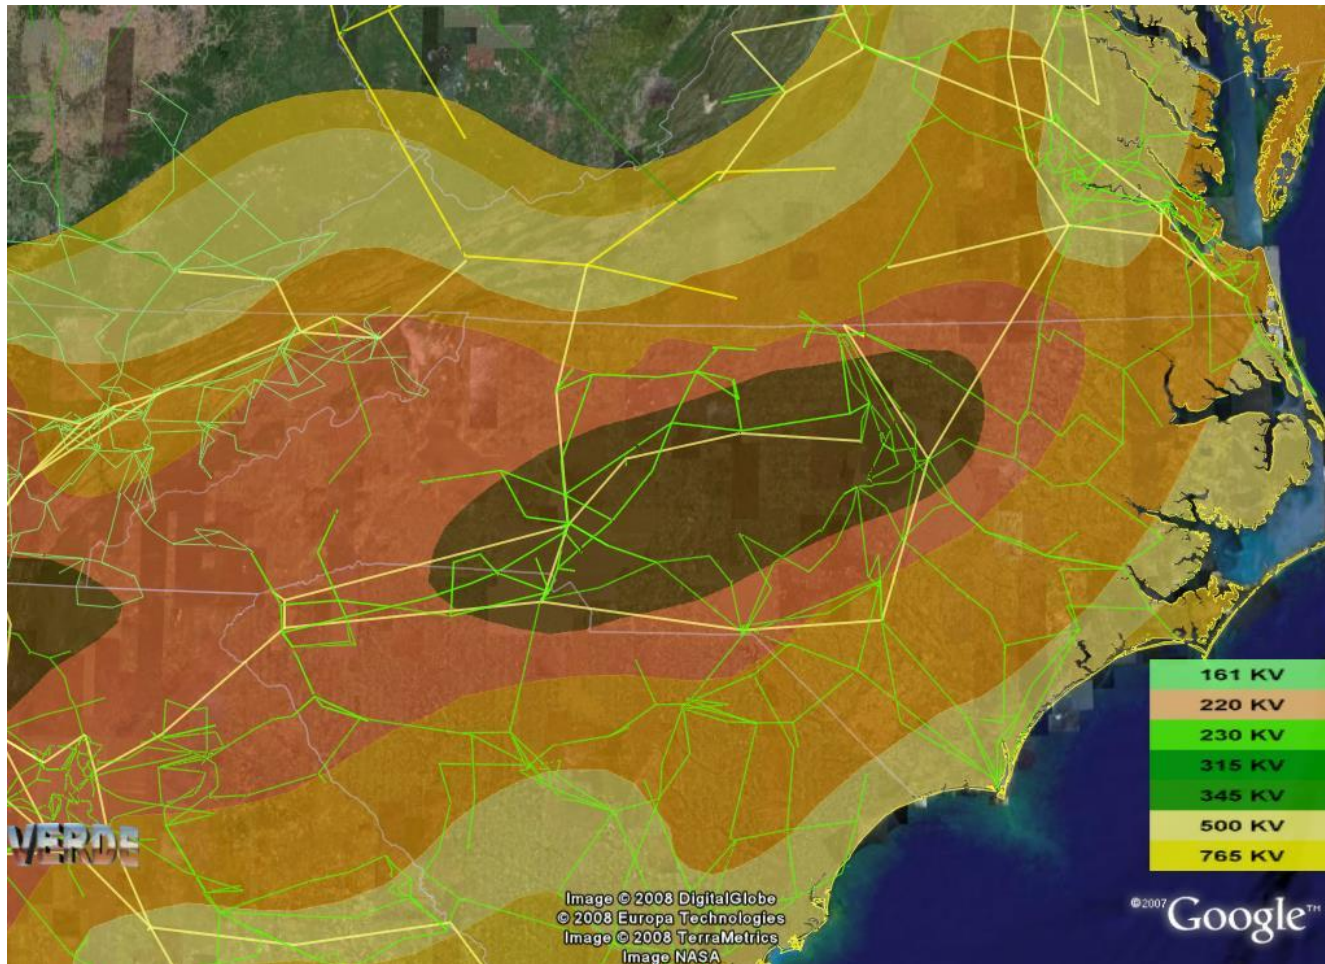 161 KV
220 KV
230 KV
315 KV
345 KV
500 KV
765 KV
VERDE
Image © 2008 DigitalGlobe
© 2008 Europa Technologies
Image © 2008 TerraMetrics
Image NASA
©2007 Google™